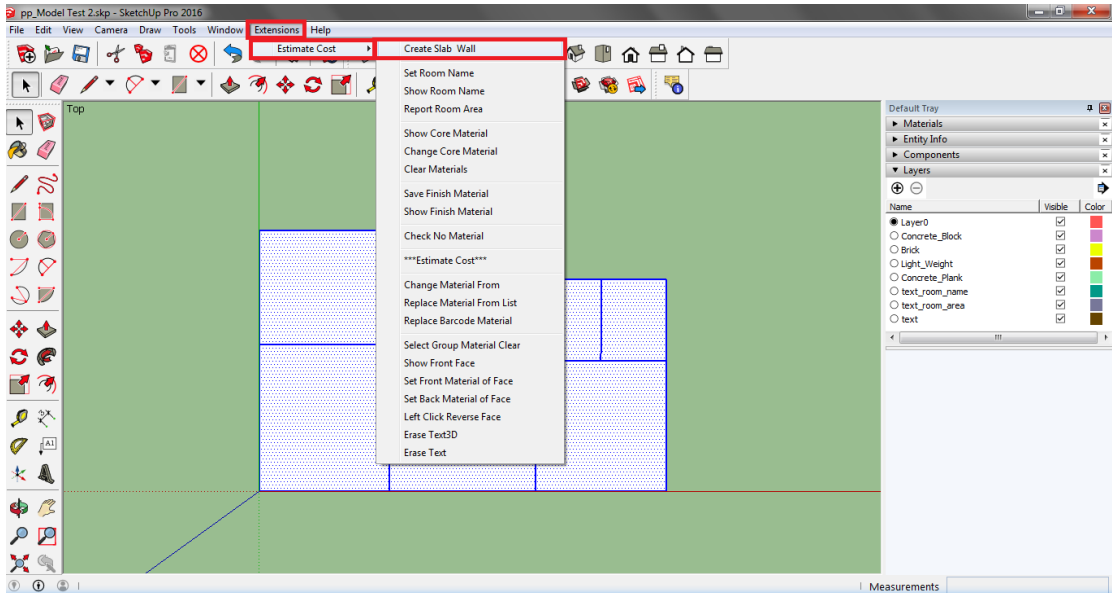 pp_Model Test 2.skp - SketchUp Pro 2016
File Edit View Camera Draw Tools Window Extensions Help
Estimate Cost
Create Slab Wall
Set Room Name
Show Room Name
Report Room Area
Show Core Material
Change Core Material
Clear Materials
Save Finish Material
Show Finish Material
Check No Material
***Estimate Cost***
Change Material From
Replace Material From List
Replace Barcode Material
Select Group Material Clear
Show Front Face
Set Front Material of Face
Set Back Material of Face
Left Click Reverse Face
Erase Text3D
Erase Text
Top
A1
Default Tray
Materials
Entity Info
Components
Layers
Name Visible Color
Layer0
Concrete_Block
Brick
Light_Weight
Concrete_Plank
text_room_name
text_room_area
text
Measurements